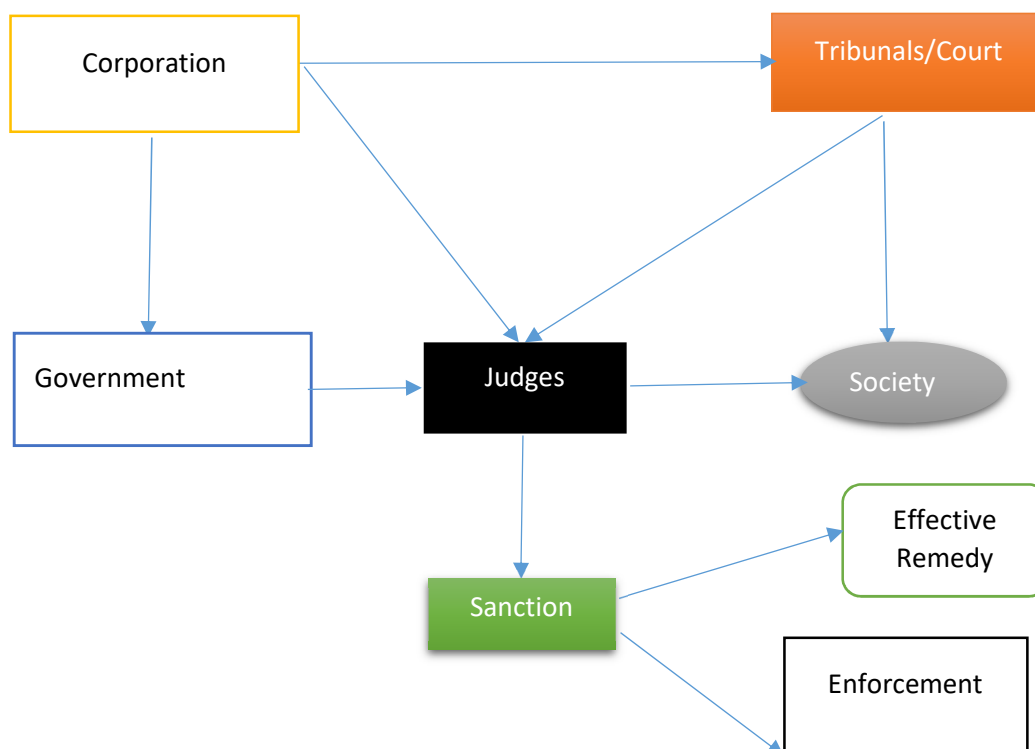 Corporation
Tribunals/Court
Government
Judges
Society
Effective
Remedy
Sanction
Enforcement